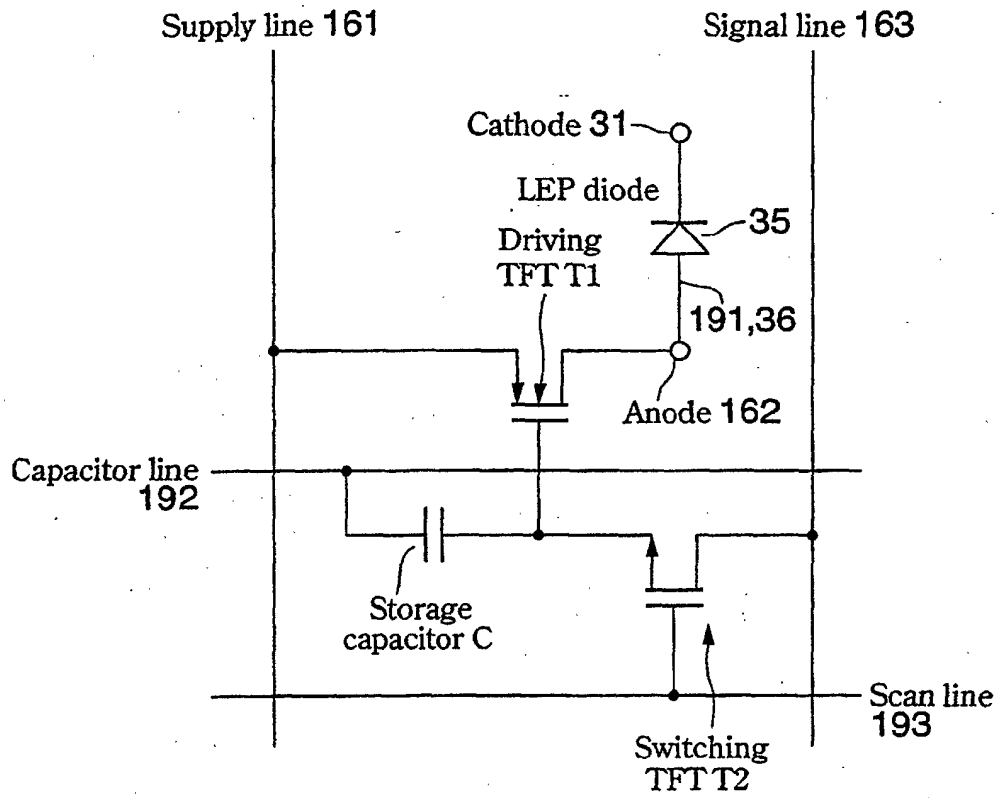 Supply line 161
Signal line 163
Cathode 31
LEP diode
35
Driving
TFT T1
191,36
Anode 162
Capacitor line
192
Storage
capacitor C
Scan line
193
Switching
TFT T2